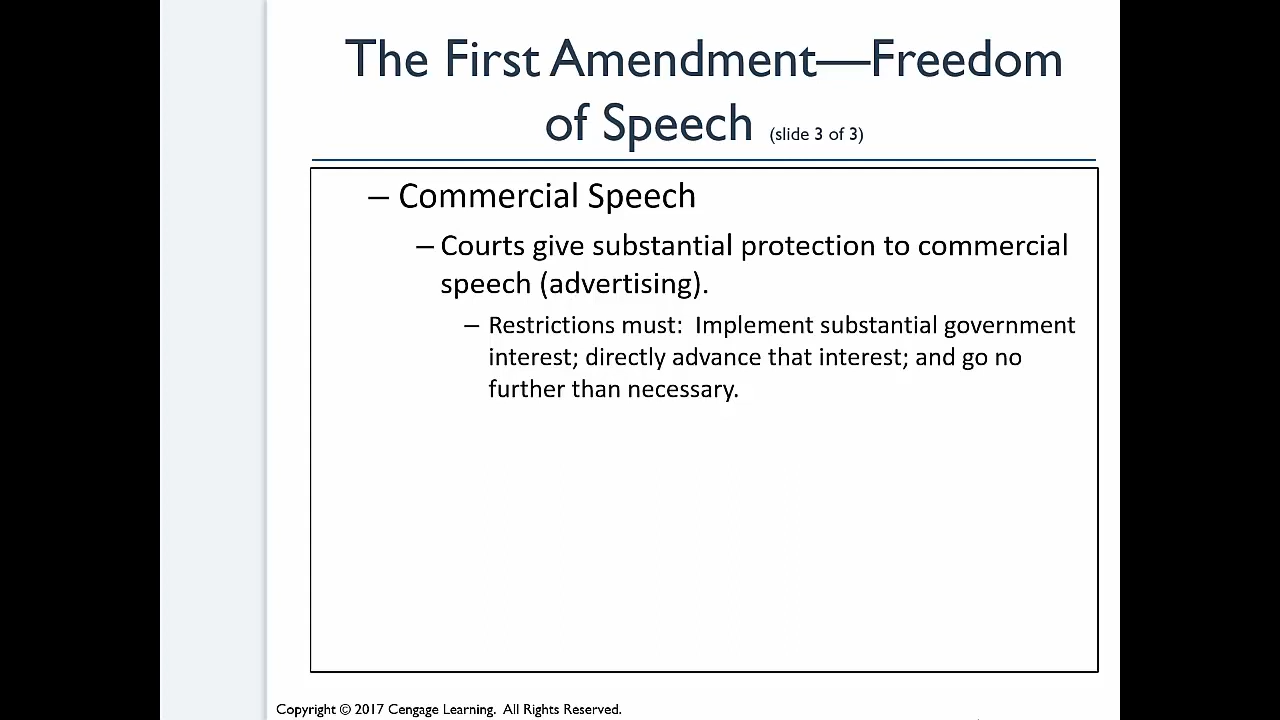 The First Amendment—Freedom
of Speech (slide 3 of 3)
– Commercial Speech
– Courts give substantial protection to commercial
speech (advertising).
– Restrictions must:  Implement substantial government
interest; directly advance that interest; and go no
further than necessary.
Copyright © 2017 Cengage Learning.  All Rights Reserved.